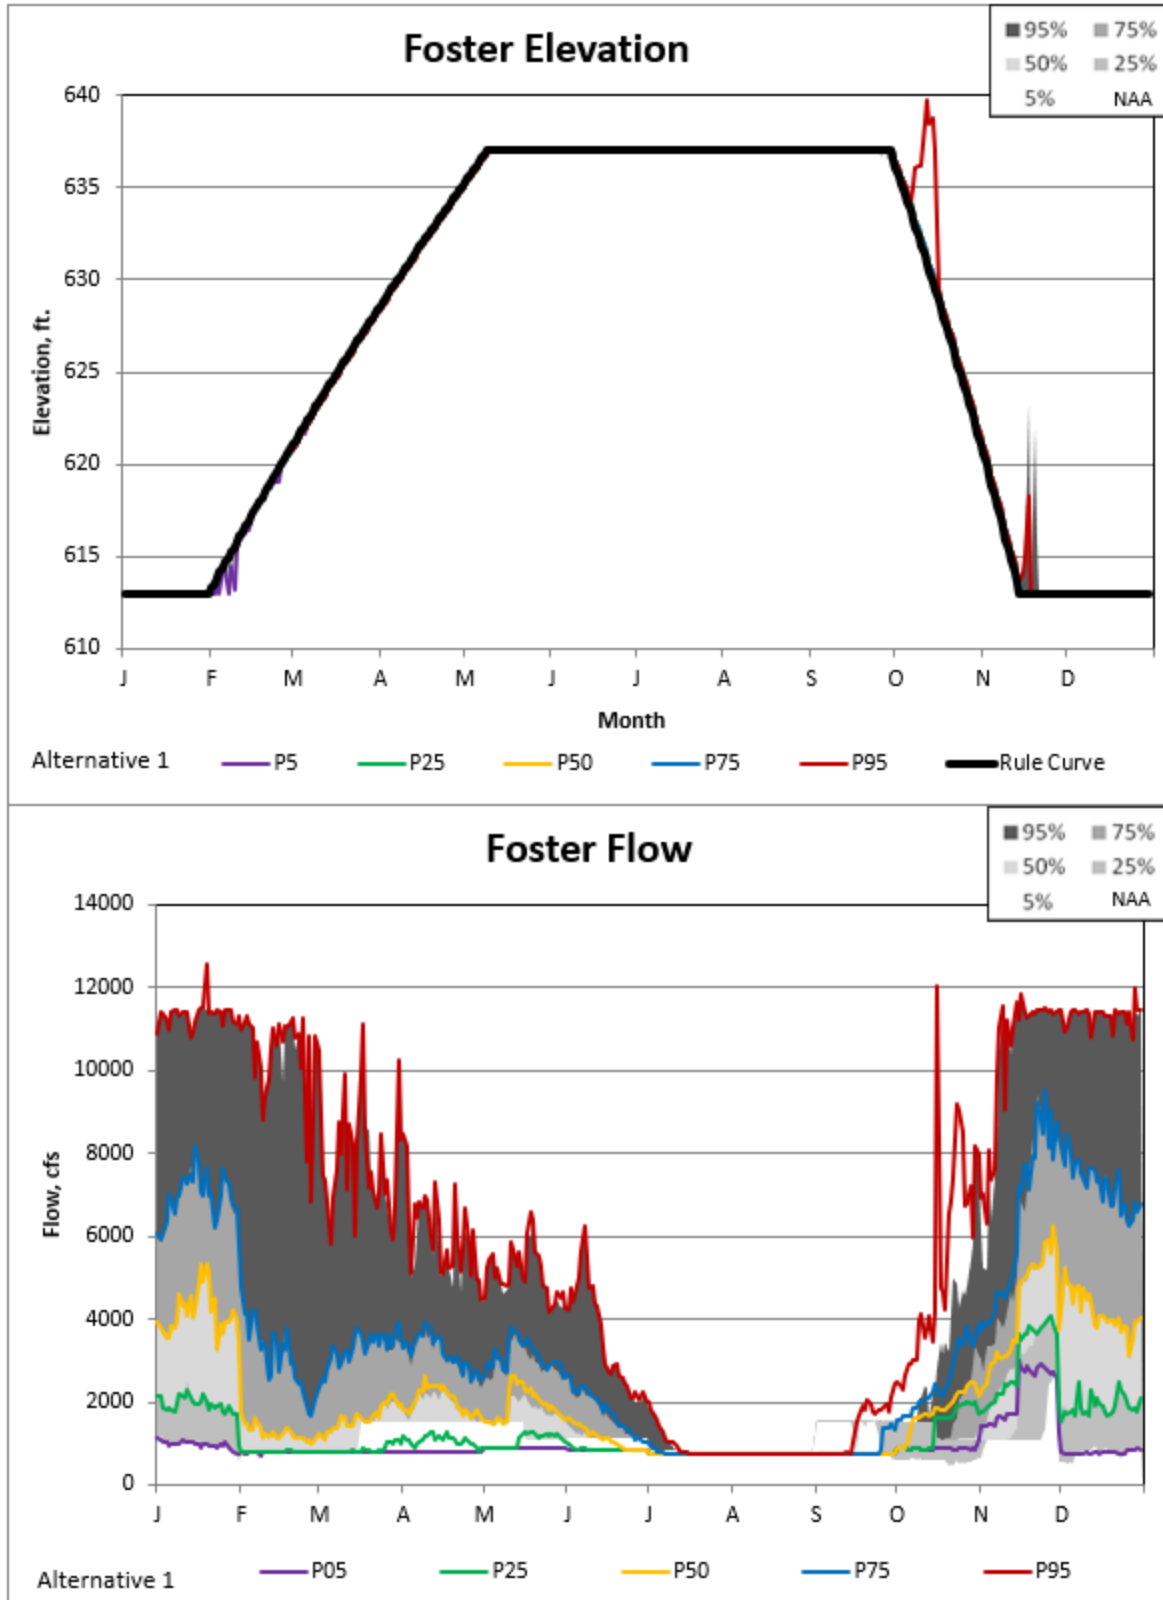 Foster Elevation
95% 75%
50% 25%
5% NAA
640
635
630
625
620
615
610
Elevation, ft.
J F M A M J J A S O N D
Month
Alternative 1 P5 P25 P50 P75 P95 Rule Curve
Foster Flow
95% 75%
50% 25%
5% NAA
14000
12000
10000
8000
6000
4000
2000
0
Flow, cfs
J F M A M J J A S O N D
Alternative 1 P05 P25 P50 P75 P95